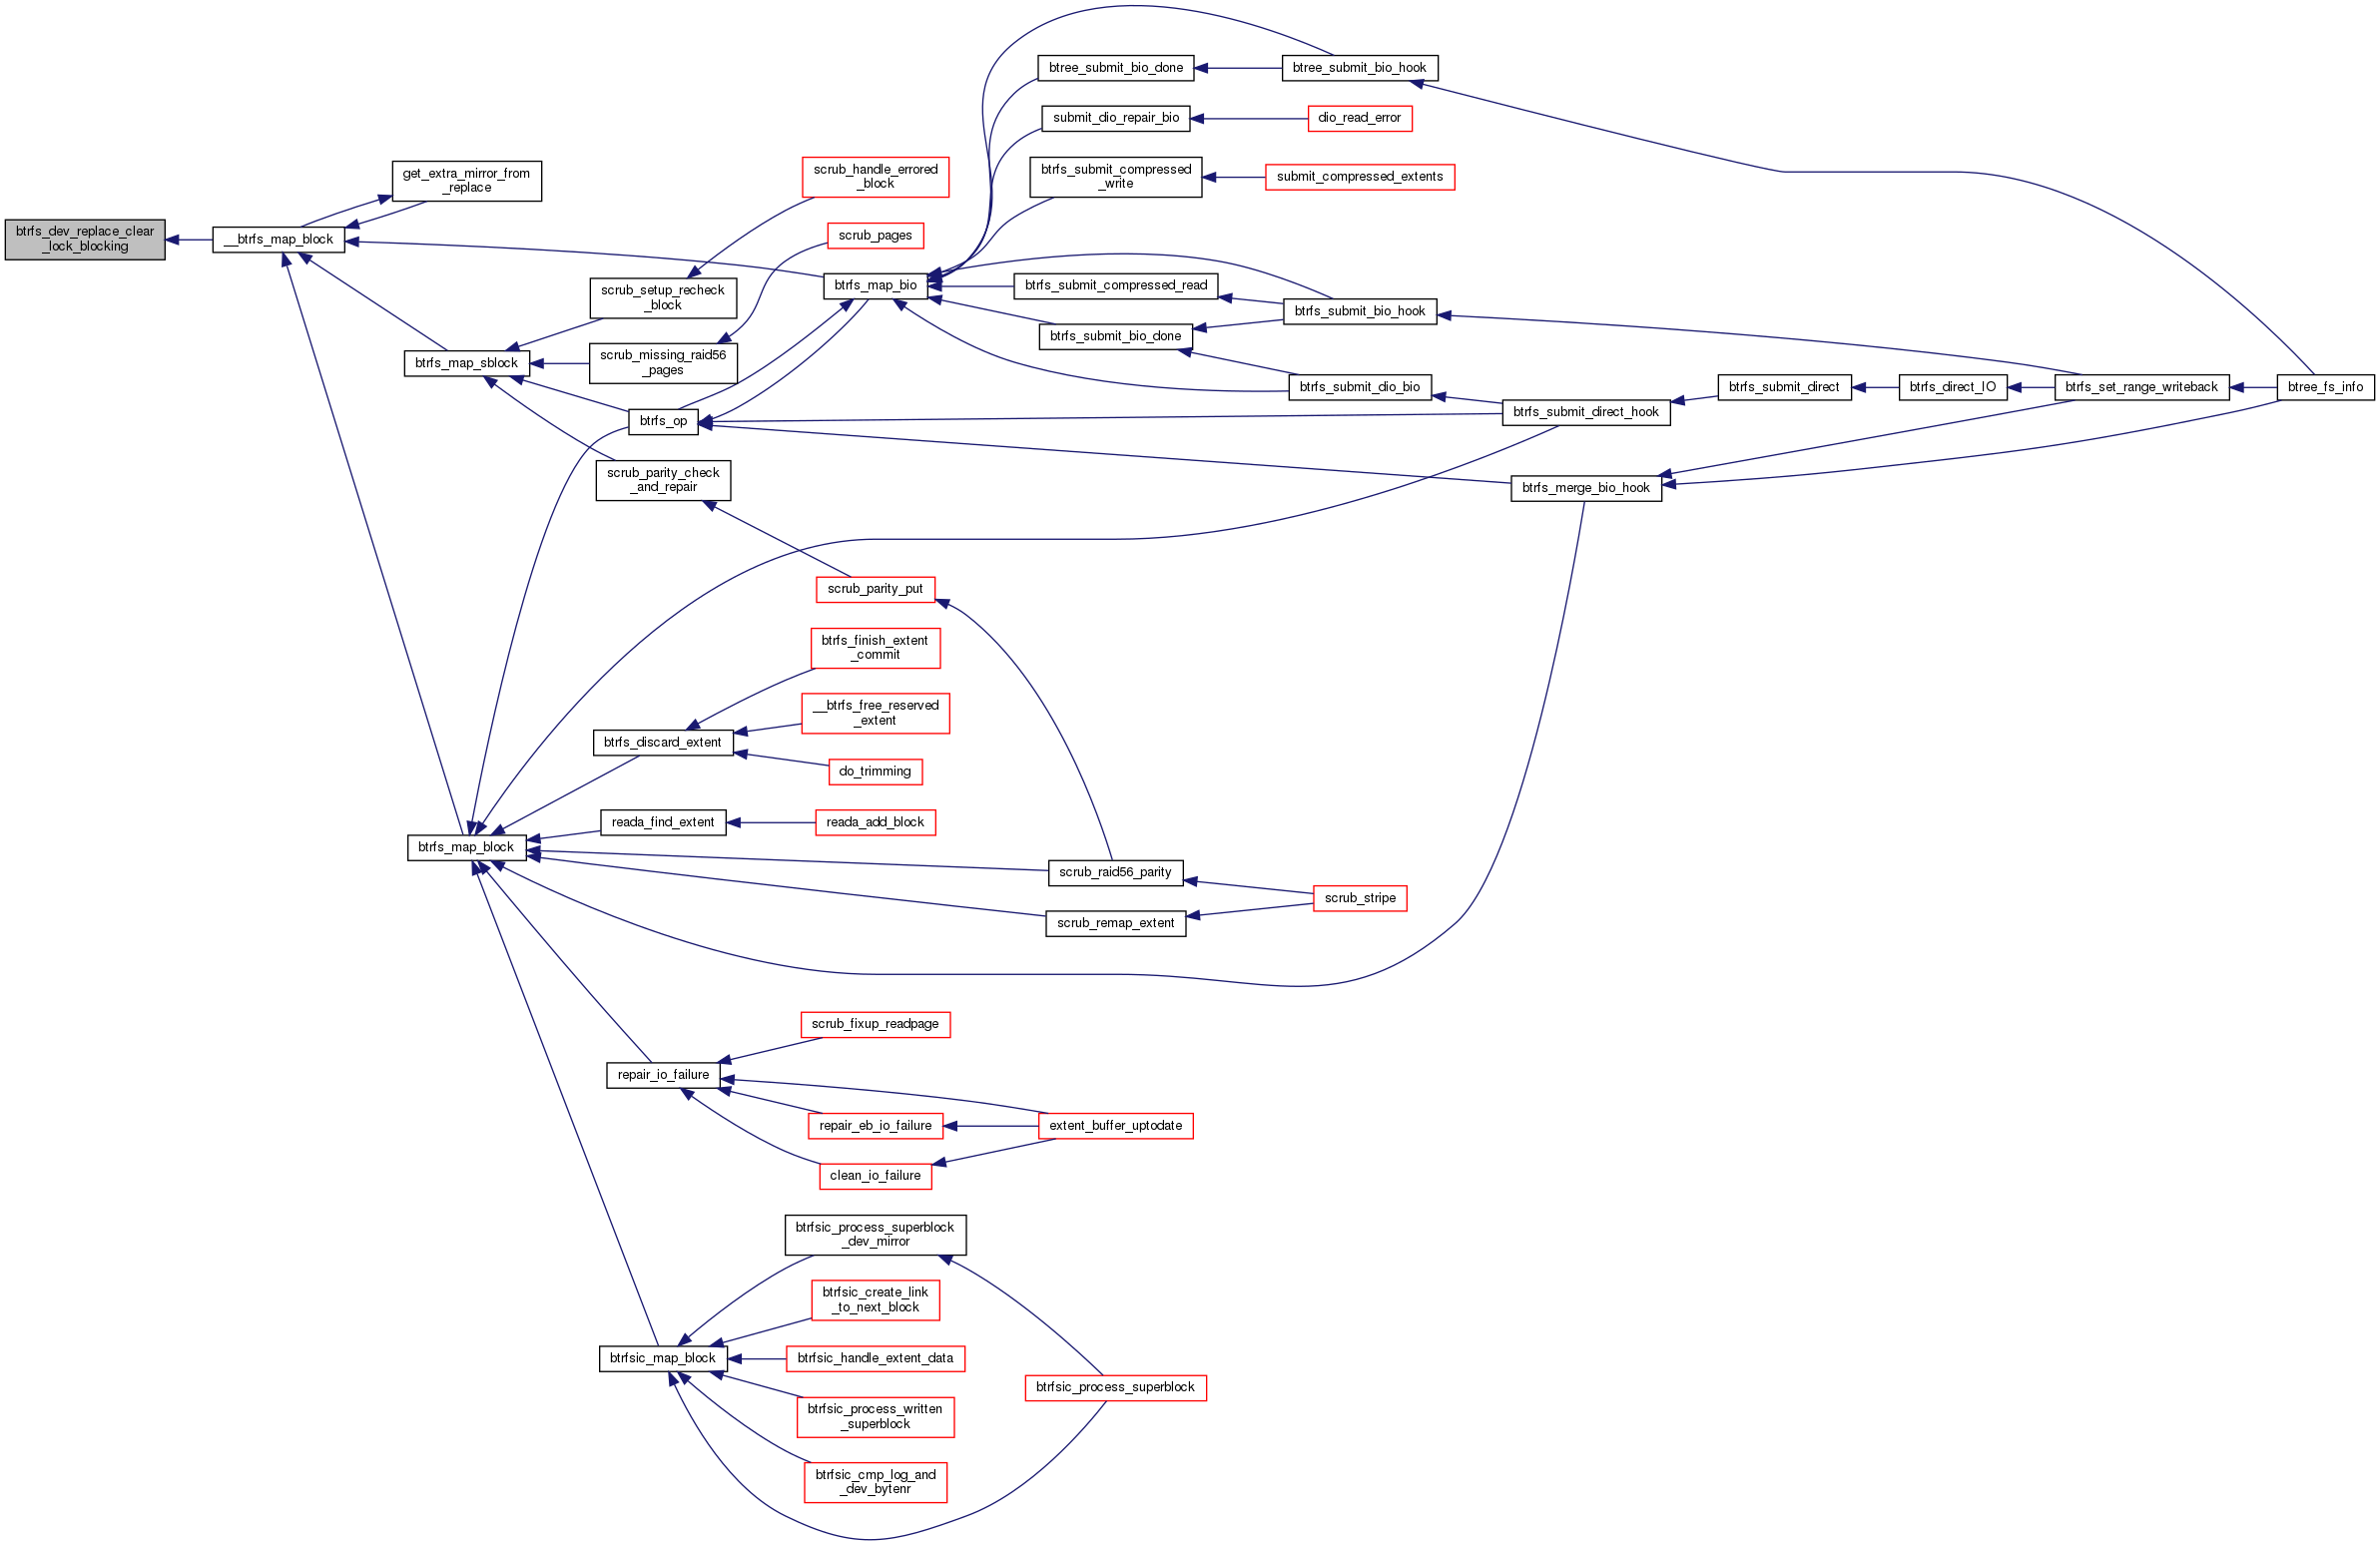 btrfs_dev_replace_clear
_lock_blocking
__btrfs_map_block
get_extra_mirror_from
_replace
btrfs_map_sblock
btrfs_map_block
scrub_setup_recheck
_block
scrub_missing_raid56
_pages
btrfs_op
scrub_parity_check
_and_repair
btrfs_discard_extent
reada_find_extent
repair_io_failure
btrfsic_map_block
scrub_handle_errored
_block
scrub_pages
btrfs_map_bio
scrub_parity_put
btrfs_finish_extent
_commit
__btrfs_free_reserved
_extent
do_trimming
reada_add_block
scrub_fixup_readpage
repair_eb_io_failure
clean_io_failure
btrfsic_process_superblock
_dev_mirror
btrfsic_create_link
_to_next_block
btrfsic_handle_extent_data
btrfsic_process_written
_superblock
btrfsic_cmp_log_and
_dev_bytenr
btree_submit_bio_done
submit_dio_repair_bio
btrfs_submit_compressed
_write
btrfs_submit_compressed_read
btrfs_submit_bio_done
scrub_raid56_parity
scrub_remap_extent
extent_buffer_uptodate
btrfsic_process_superblock
btree_submit_bio_hook
dio_read_error
submit_compressed_extents
btrfs_submit_bio_hook
btrfs_submit_dio_bio
scrub_stripe
btrfs_submit_direct_hook
btrfs_merge_bio_hook
btrfs_submit_direct
btrfs_direct_IO
btrfs_set_range_writeback
btree_fs_info